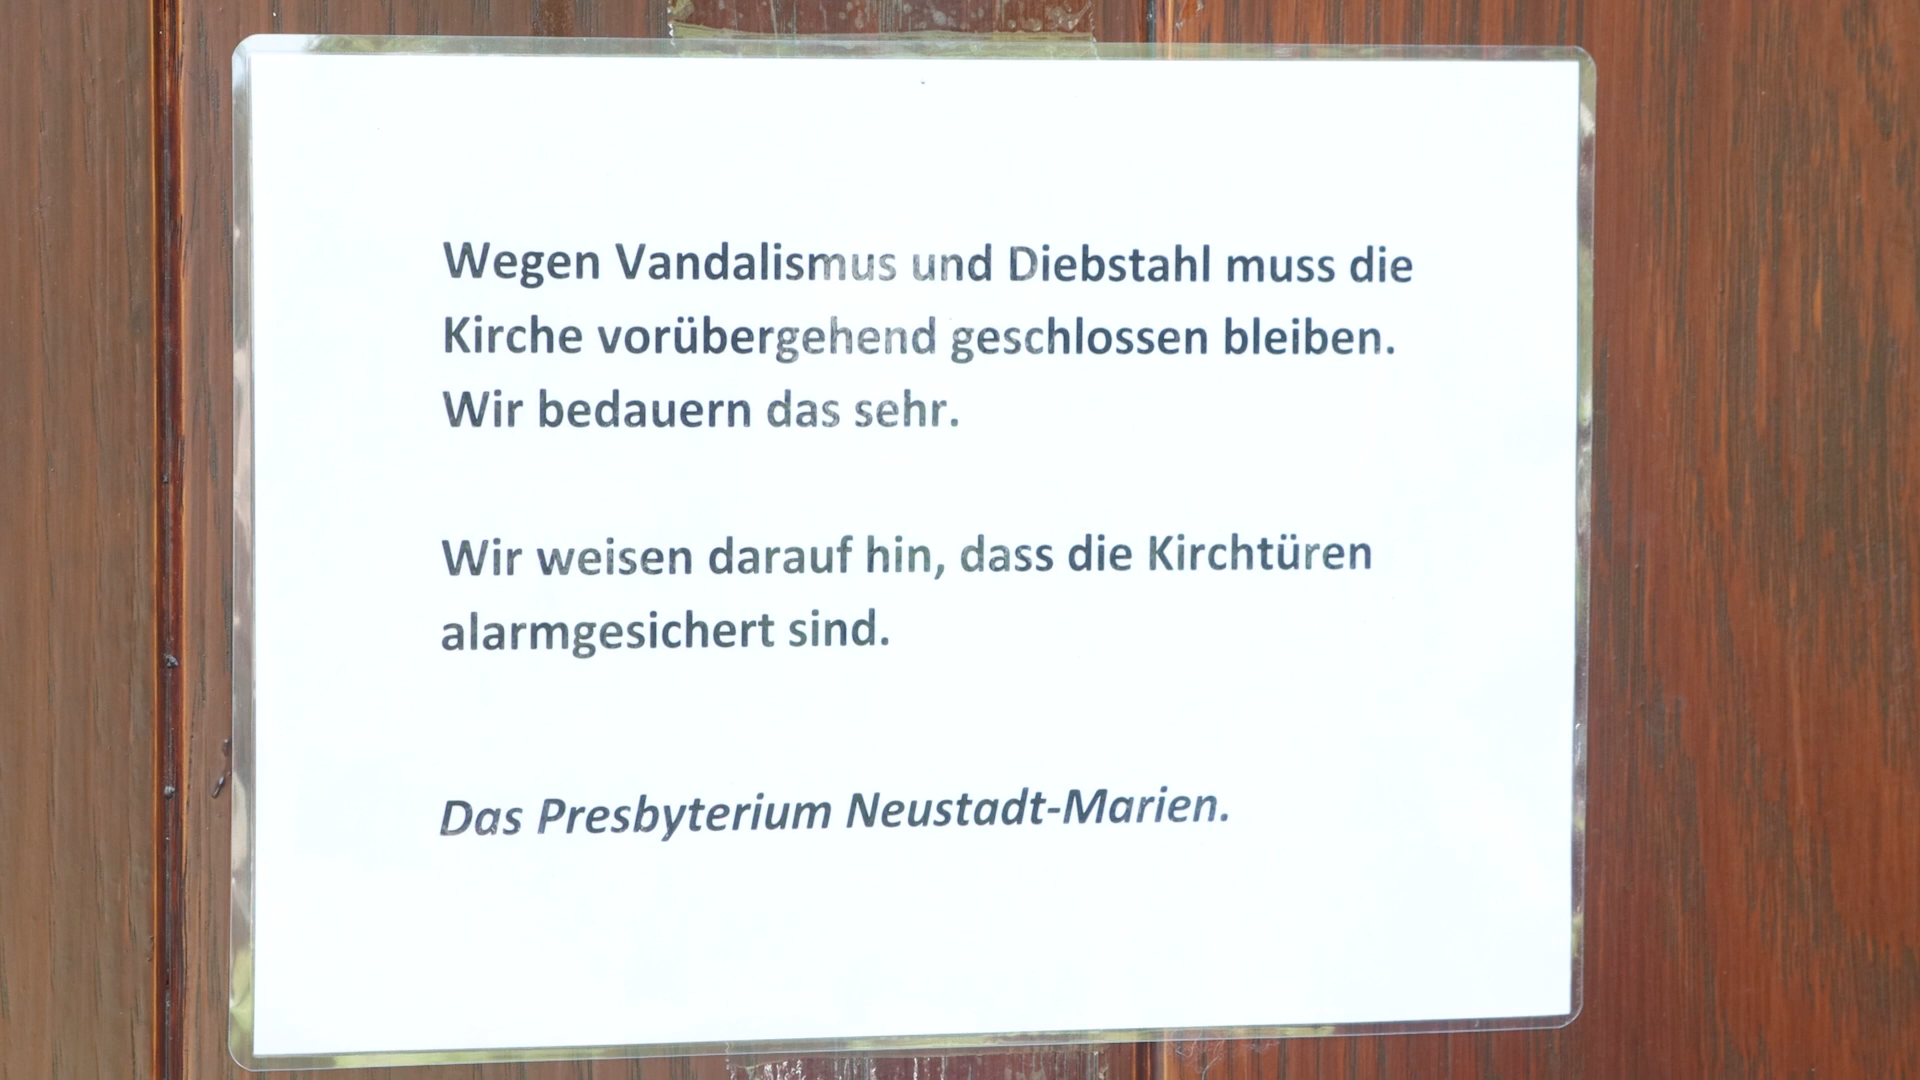 Wegen Vandalismus und Diebstahl muss die
Kirche vorübergehend geschlossen bleiben.
Wir bedauern das sehr.
Wir weisen darauf hin, dass die Kirchtüren
alarmgesichert sind.
Das Presbyterium Neustadt-Marien.